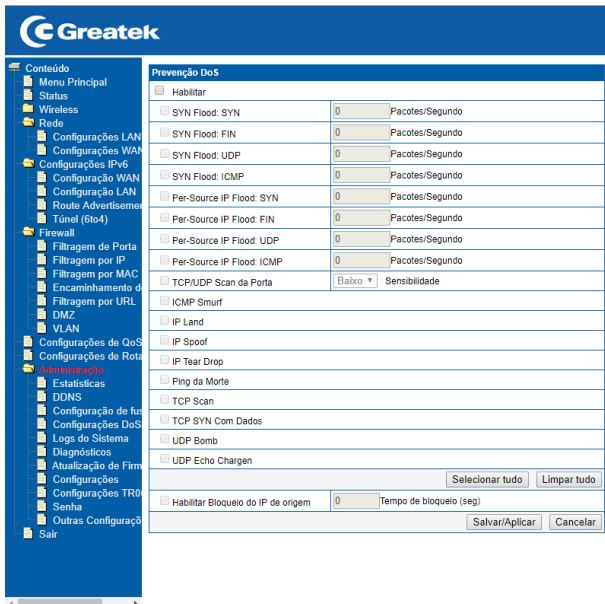 Greatek
Conteúdo
Menu Principal
Status
Wireless
Rede
Configurações LAN
Configurações WAN
Configurações IPv6
Configuração WAN
Configuração LAN
Route Advertisemen
Túnel (6to4)
Firewall
Filtragem de Porta
Filtragem por IP
Filtragem por MAC
Encaminhamento d
Filtragem por URL
DMZ
VLAN
Configurações de QoS
Configurações de Rota
Administração
Estatísticas
DDNS
Configuração de fus
Configurações DoS
Logs do Sistema
Diagnósticos
Atualização de Firm
Configurações
Configurações TR0
Senha
Outras Configuraçõ
Sair
Prevenção DoS
Habilitar
SYN Flood: SYN 0 Pacotes/Segundo
SYN Flood: FIN 0 Pacotes/Segundo
SYN Flood: UDP 0 Pacotes/Segundo
SYN Flood: ICMP 0 Pacotes/Segundo
Per-Source IP Flood: SYN 0 Pacotes/Segundo
Per-Source IP Flood: FIN 0 Pacotes/Segundo
Per-Source IP Flood: UDP 0 Pacotes/Segundo
Per-Source IP Flood: ICMP 0 Pacotes/Segundo
TCP/UDP Scan da Porta Baixo Sensibilidade
ICMP Smurf
IP Land
IP Spoof
IP Tear Drop
Ping da Morte
TCP Scan
TCP SYN Com Dados
UDP Bomb
UDP Echo Chargen
Selecionar tudo Limpar tudo
Habilitar Bloqueio do IP de origem 0 Tempo de bloqueio (seg)
Salvar/Aplicar Cancelar